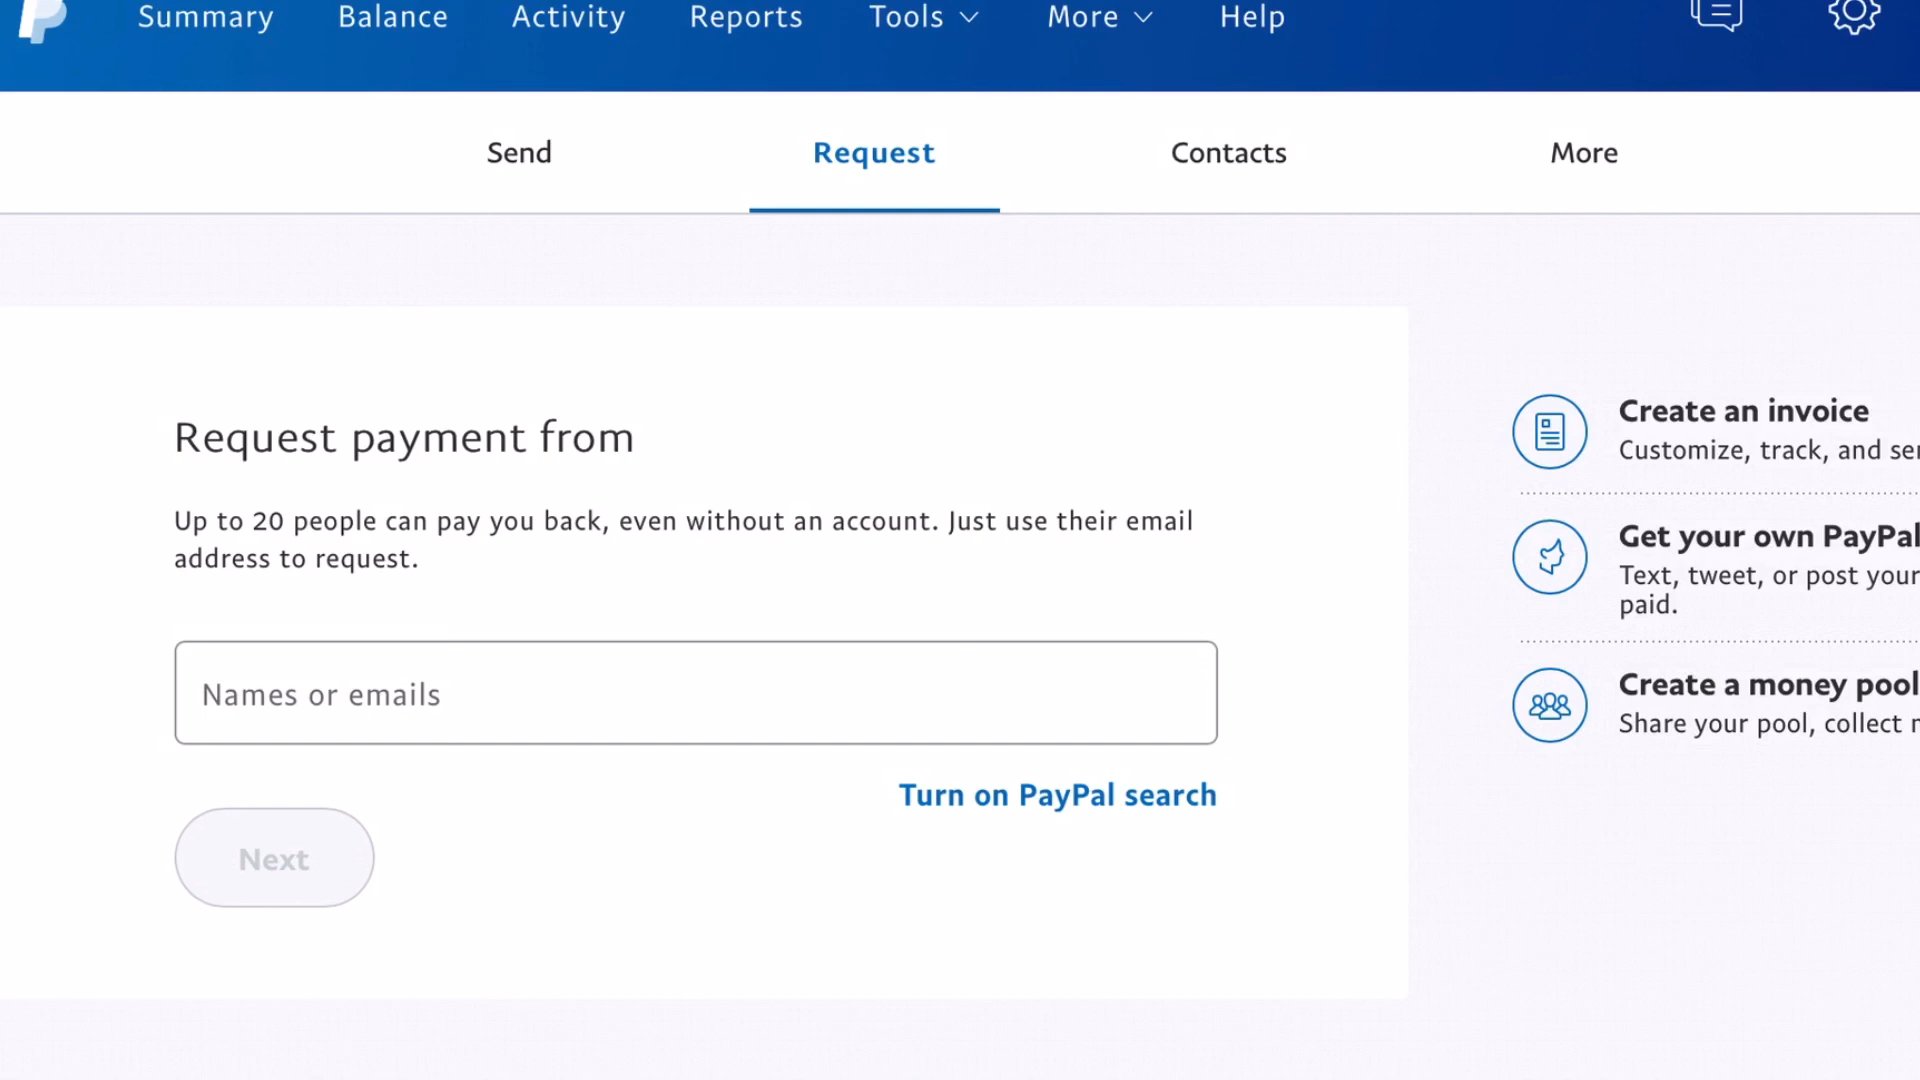 Summary Balance Activity Reports Tools More Help
Send Request Contacts More
Request payment from
Up to 20 people can pay you back, even without an account. Just use their email
address to request.
Names or emails
Turn on PayPal search
Next
Create an invoice
Customize, track, and
Get your own PayPal
Text, tweet, or post your
paid.
Create a money pool
Share your pool, collect